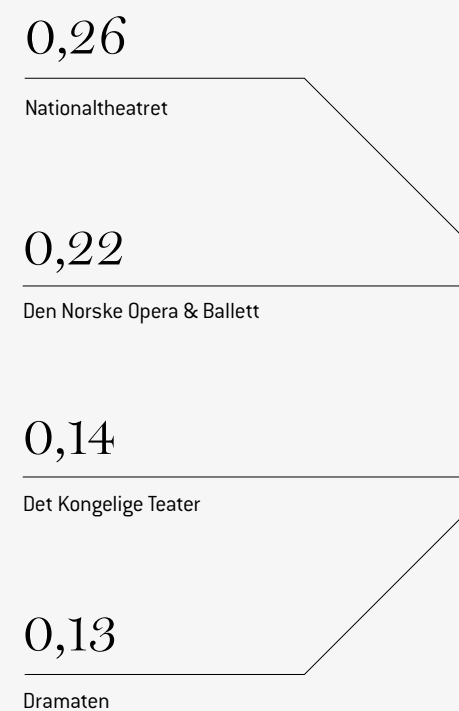 0,26
Nationaltheatret
0,22
Den Norske Opera & Ballett
0,14
Det Kongelige Teater
0,13
Dramaten